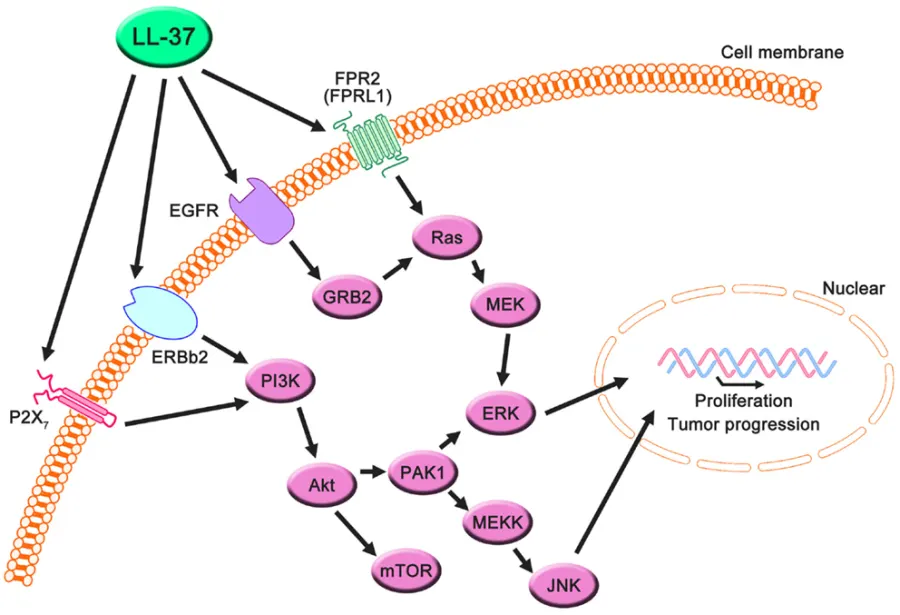 LL-37
Cell membrane
FPR2
(FPRL1)
EGFR
Ras
GRB2
MEK
Nuclear
ERBb2
PI3K
P2X₇
ERK
Proliferation
Tumor progression
Akt
PAK1
MEKK
mTOR
JNK